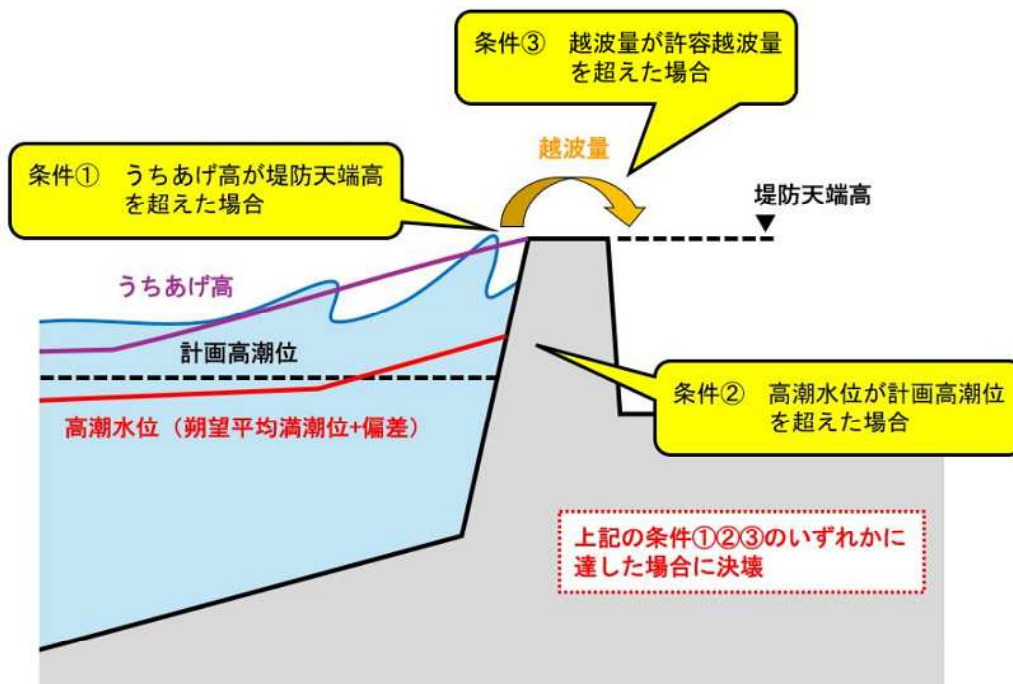 条件③　越波量が許容越波量
を超えた場合
越波量
条件①　うちあげ高が堤防天端高
を超えた場合
堤防天端高
うちあげ高
計画高潮位
条件②　高潮水位が計画高潮位
を超えた場合
高潮水位（朔望平均満潮位+偏差）
上記の条件①②③のいずれかに
達した場合に決壊